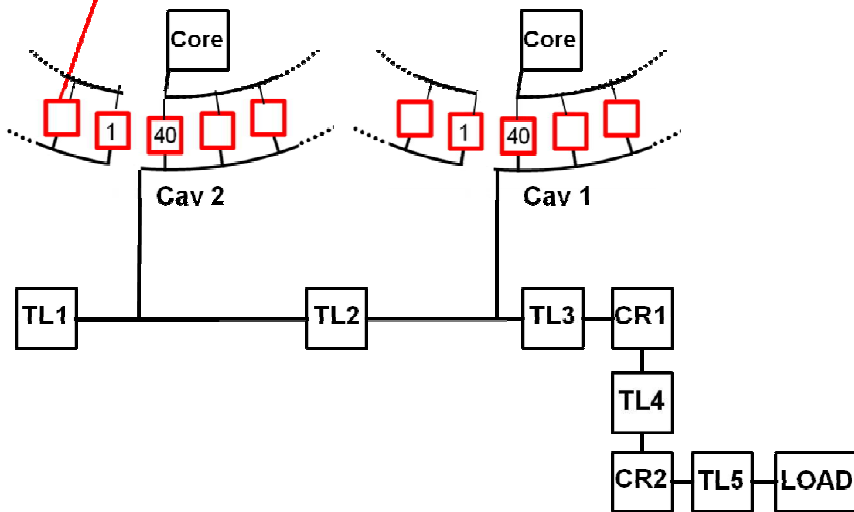 Core
Core
1
40
1
40
Cav 2
Cav 1
TL1
TL2
TL3
CR1
TL4
CR2
TL5
LOAD